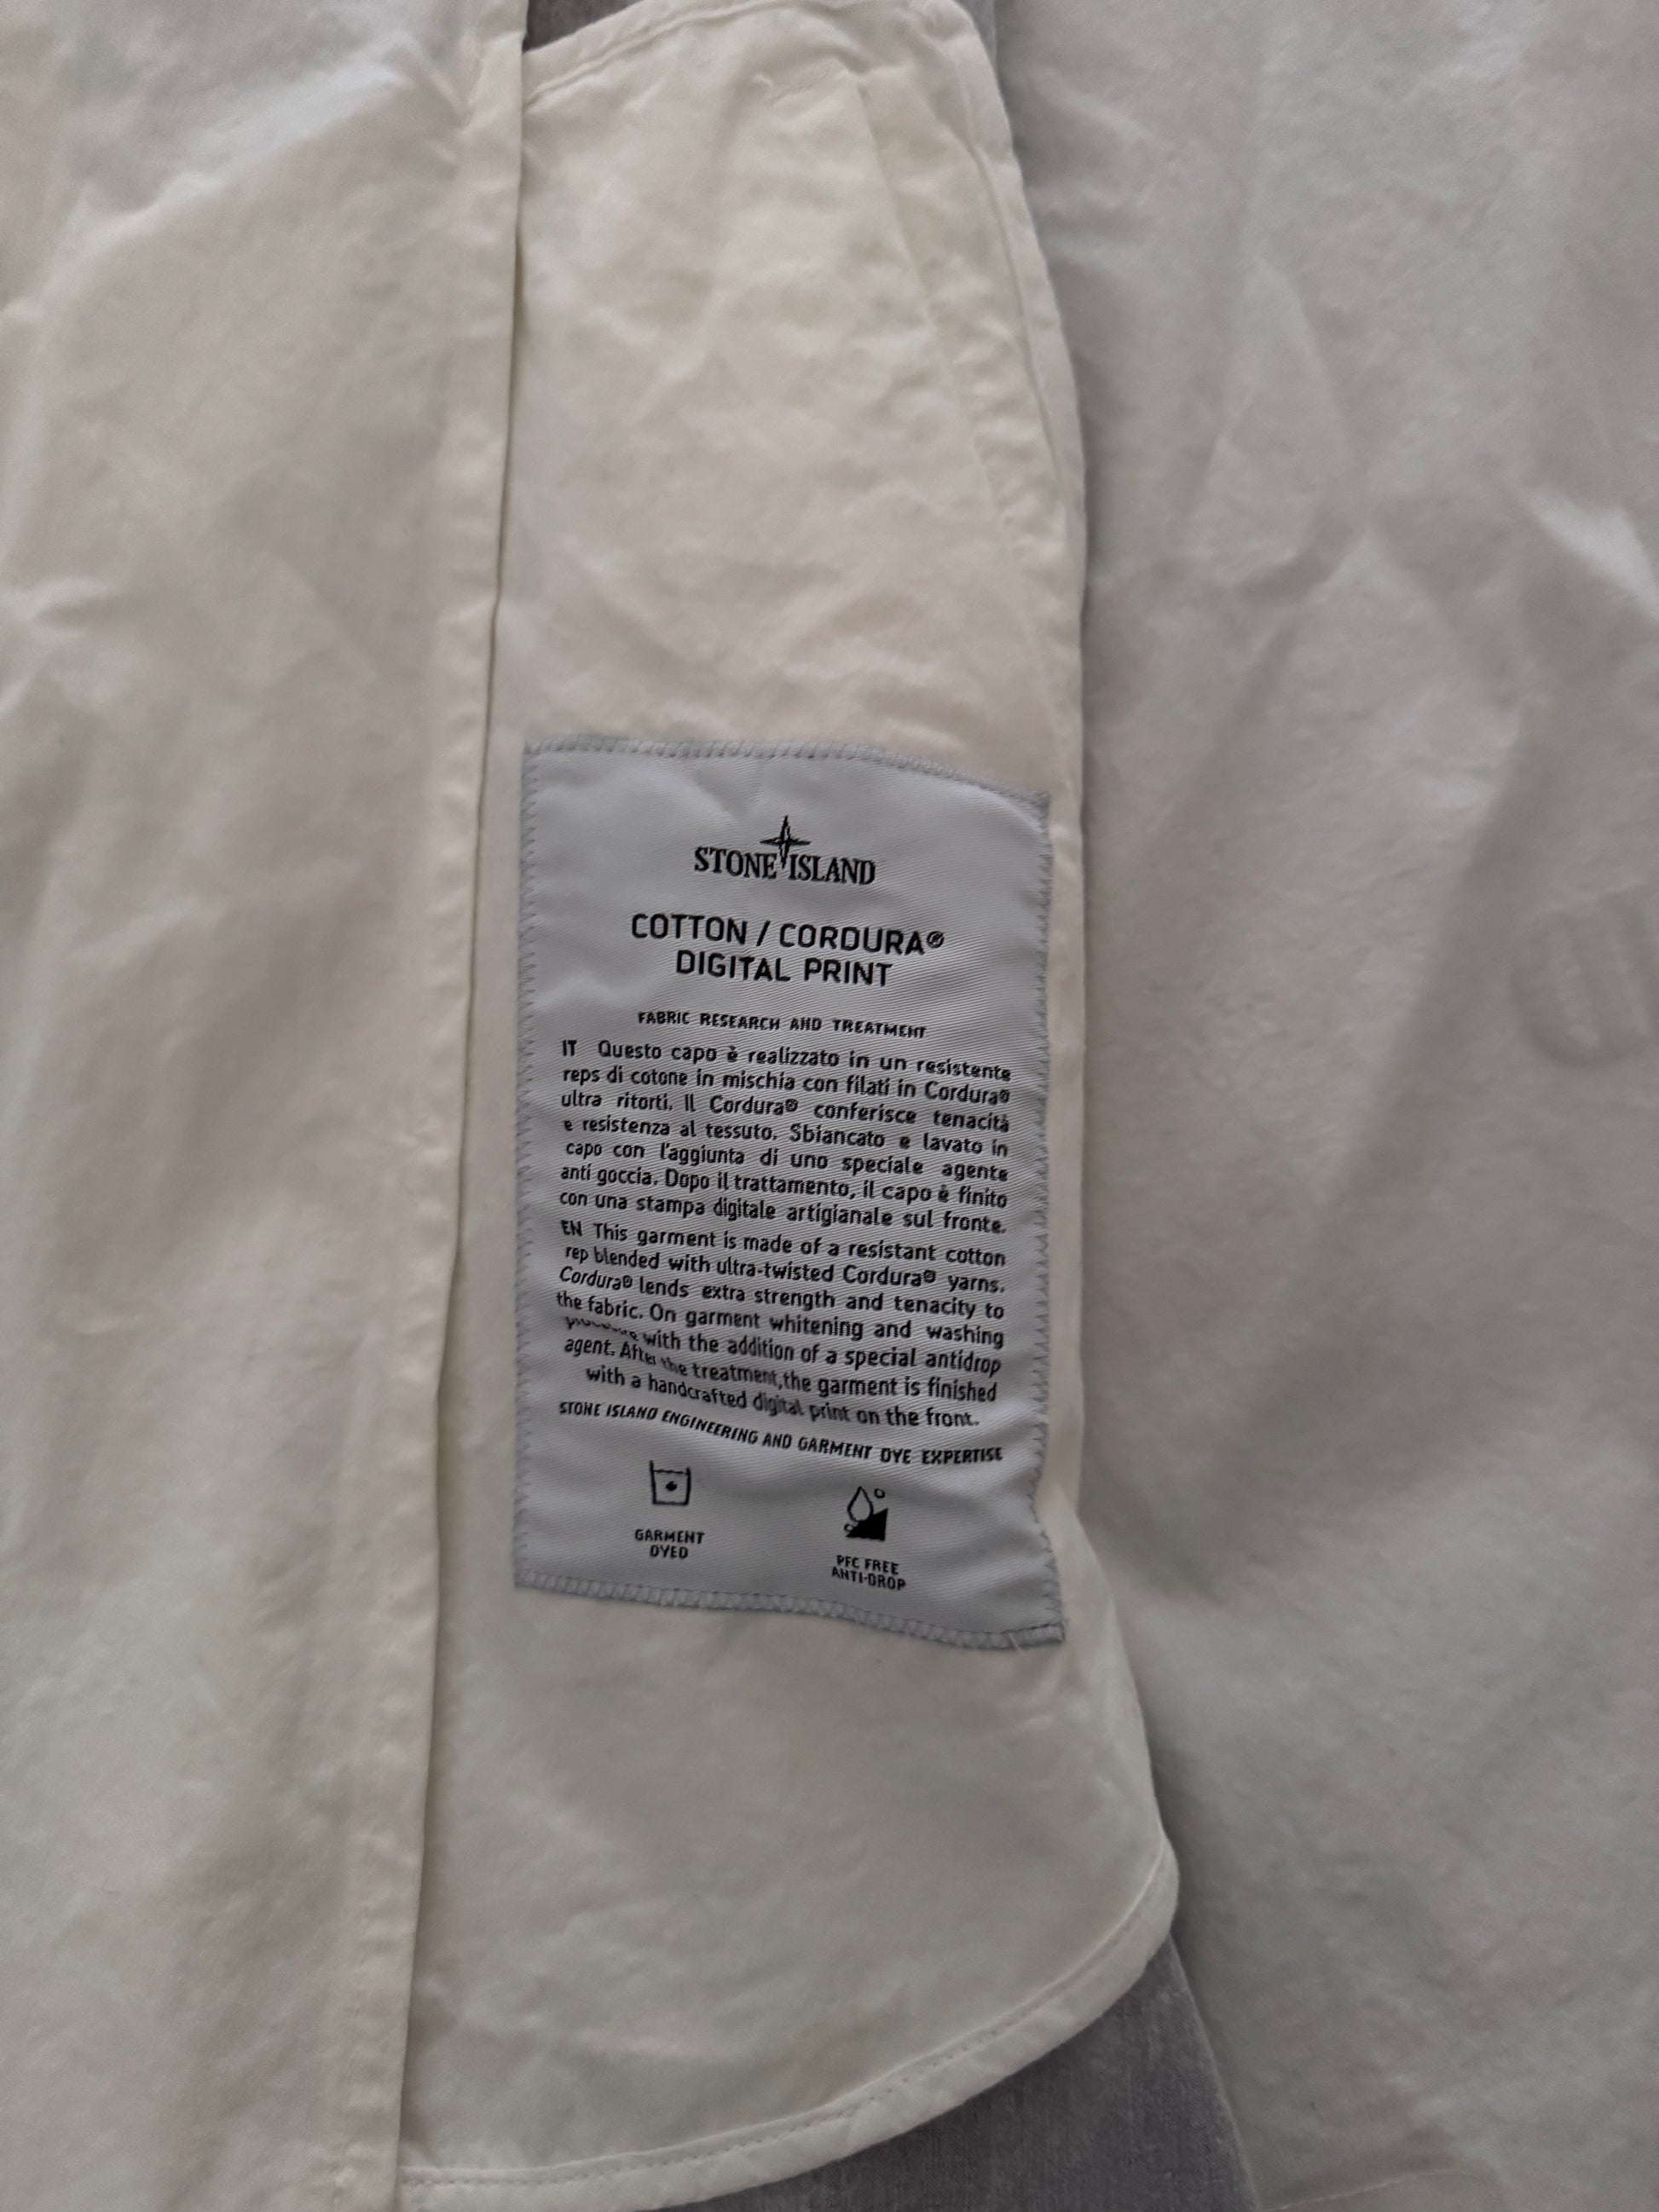 STONE ISLAND
COTTON / CORDURA®
DIGITAL PRINT
FABRIC RESEARCH AND TREATMENT
IT Questo capo è realizzato in un resistente
reps di cotone in mischia con filati in Cordura®
ultra ritorti. Il Cordura® conferisce tenacità
e resistenza al tessuto. Sbiancato e lavato in
capo con l'aggiunta di uno speciale agente
anti goccia. Dopo il trattamento, il capo è finito
con una stampa digitale artigianale sul fronte.
EN This garment is made of a resistant cotton
rep blended with ultra-twisted Cordura® yarns.
Cordura® lends extra strength and tenacity to
the fabric. On garment whitening and washing
with the addition of a special antidrop
agent. After the treatment,the garment is finished
with a handcrafted digital print on the front.
STONE ISLAND ENGINEERING AND GARMENT DYE EXPERTISE
GARMENT
DYED
PFC FREE
ANTI-DROP